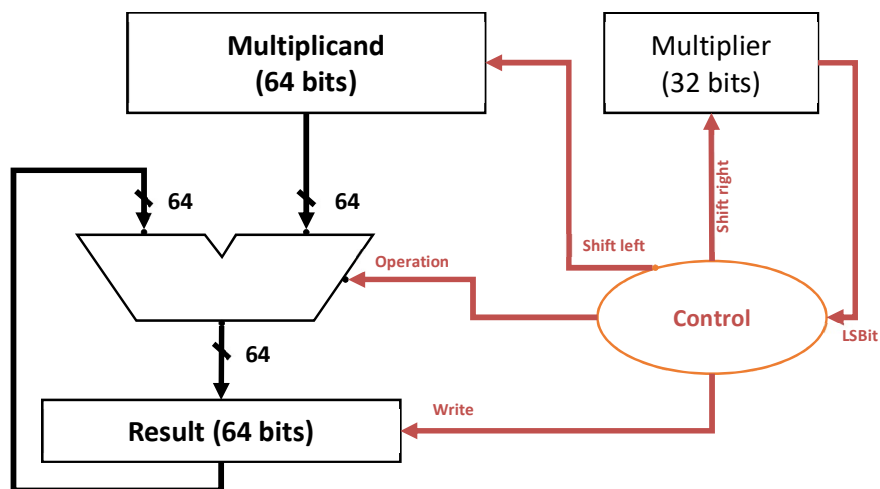 Multiplicand
(64 bits)
Multiplier
(32 bits)
64
64
Shift right
Shift left
Operation
Control
LSBit
64
Write
Result (64 bits)